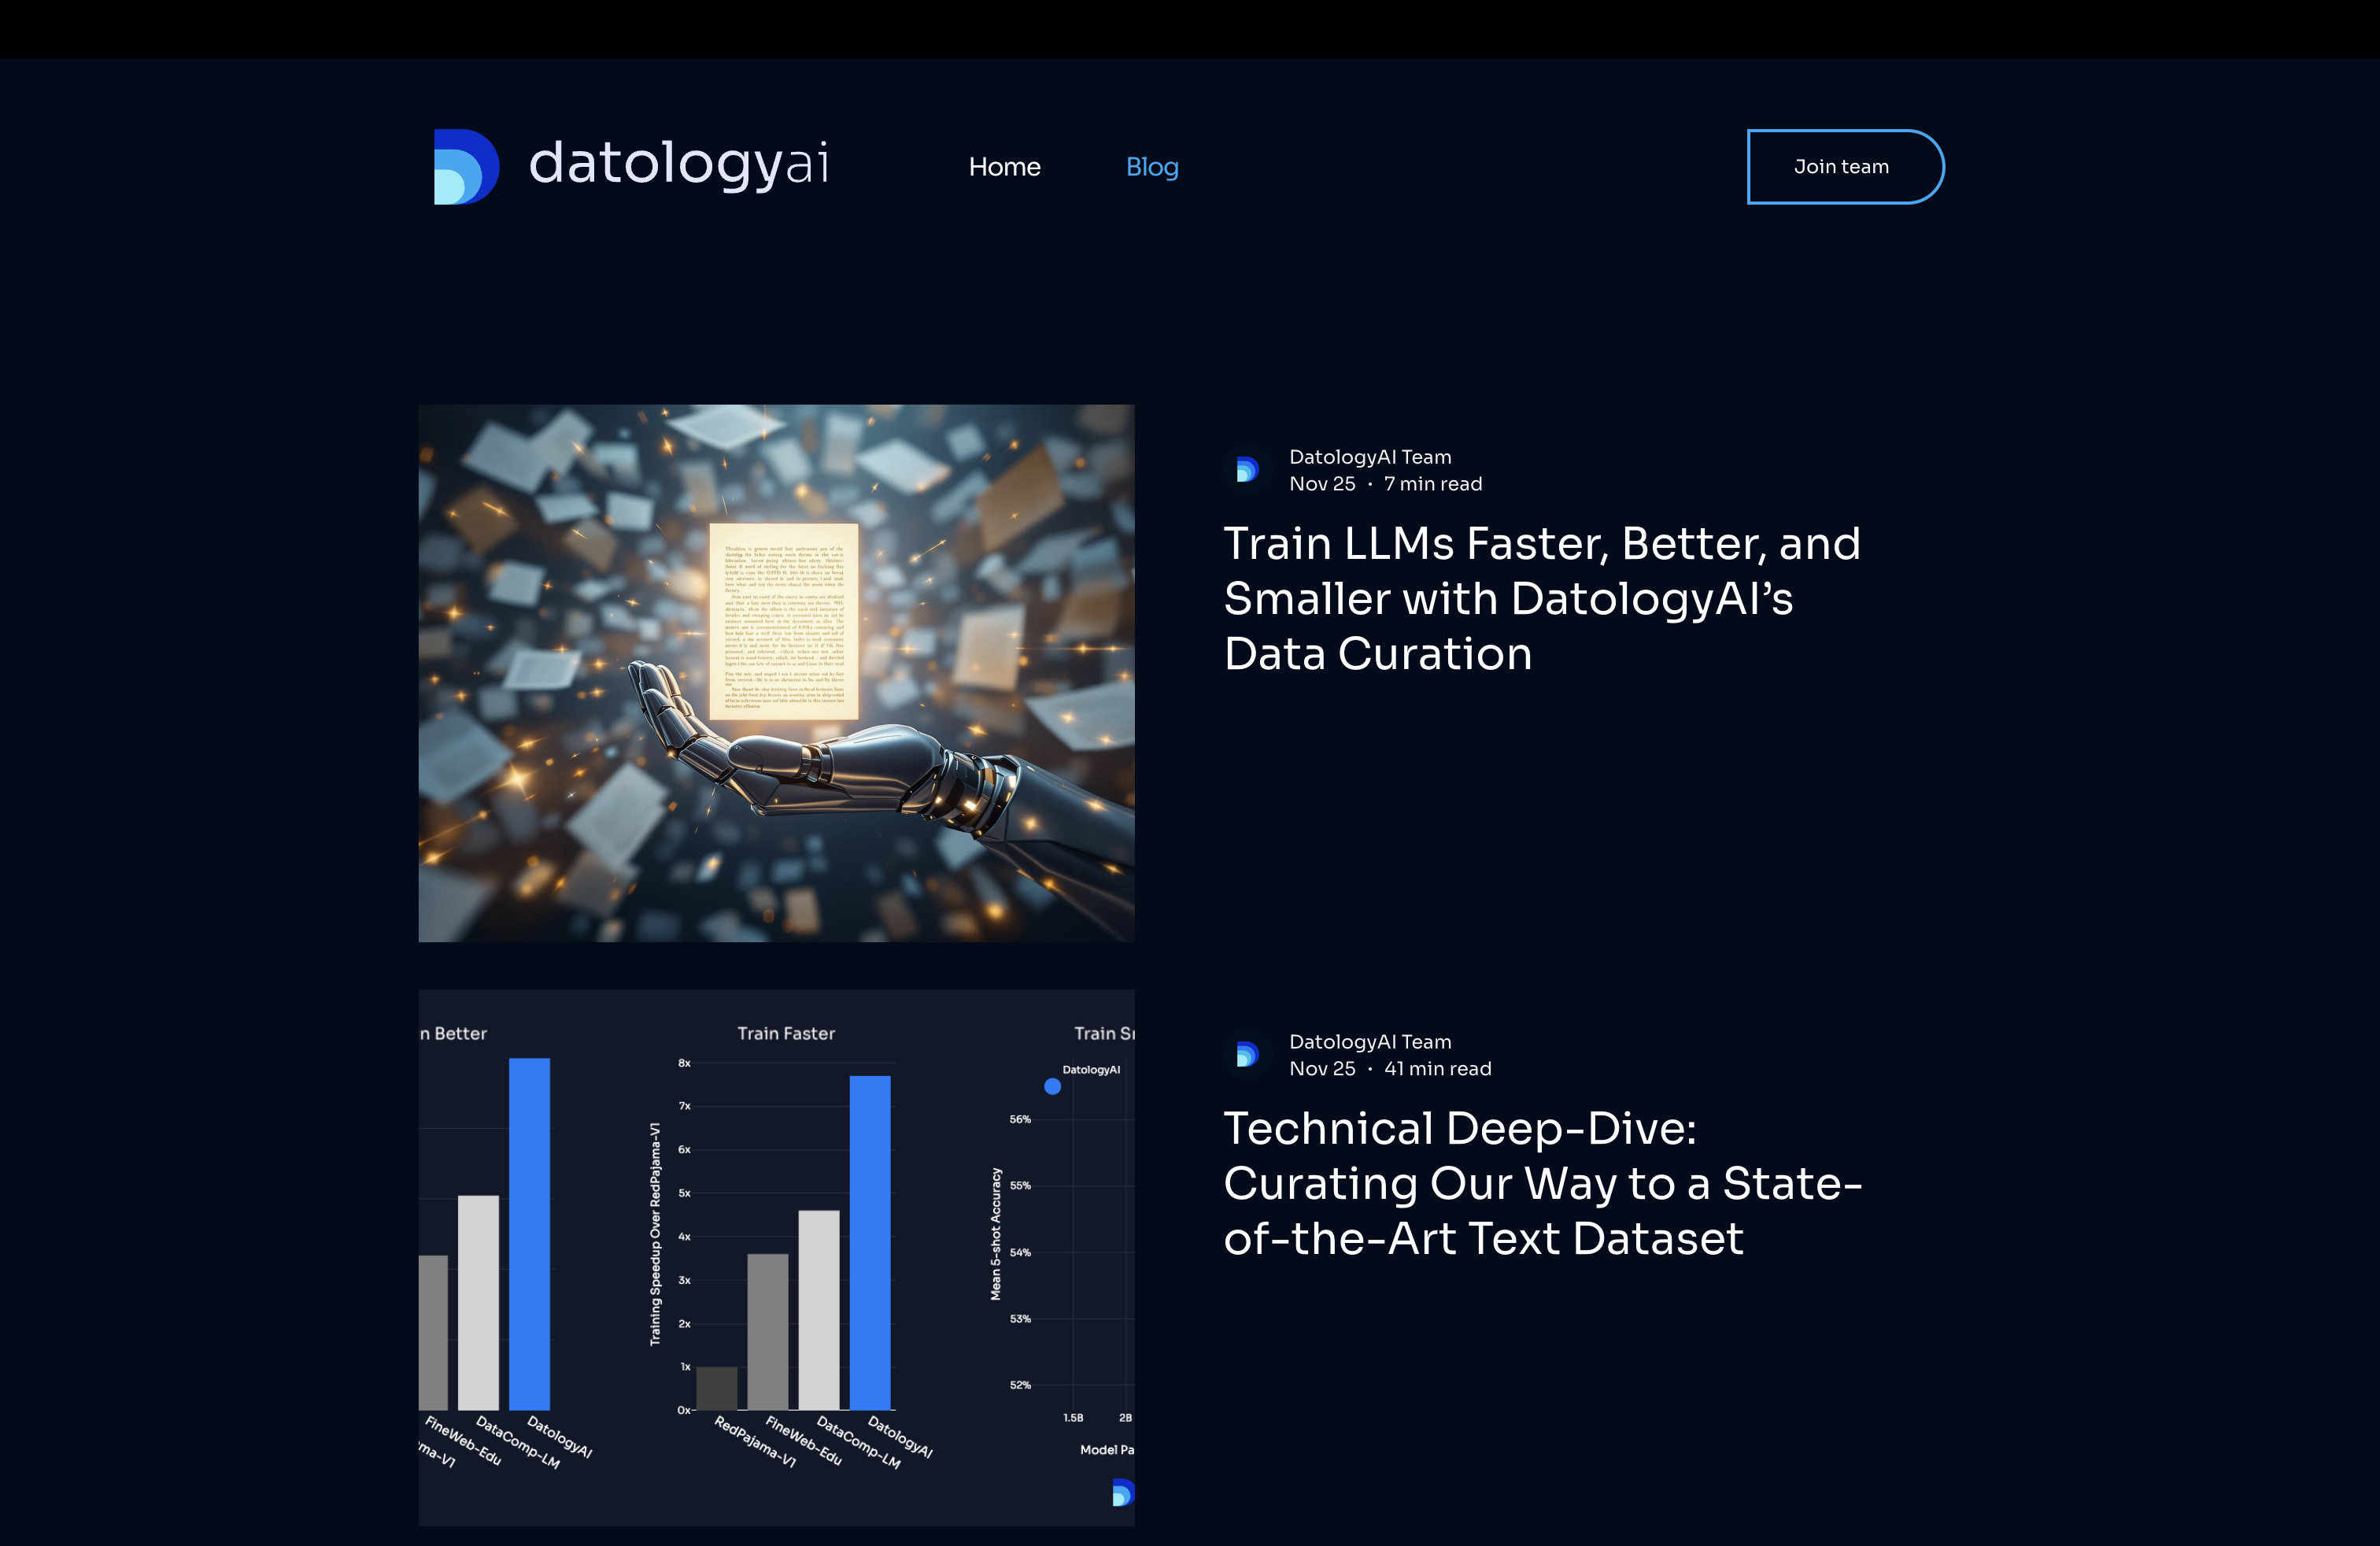 datologyai
Home
Blog
Join team
DatologyAI Team
Nov 25 · 7 min read
Train LLMs Faster, Better, and
Smaller with DatologyAI’s
Data Curation
n Better
FineWeb-Edu
DataComp-LM
DatologyAI
ma-V1
Train Faster
Training Speedup Over RedPajama-V1
8x
7x
6x
5x
4x
3x
2x
1x
0x
RedPajama-V1
FineWeb-Edu
DataComp-LM
DatologyAI
Train Sr
DatologyAI
Mean 5-shot Accuracy
56%
55%
54%
53%
52%
1.5B
2B
Model Pa
DatologyAI Team
Nov 25 · 41 min read
Technical Deep-Dive:
Curating Our Way to a State-
of-the-Art Text Dataset